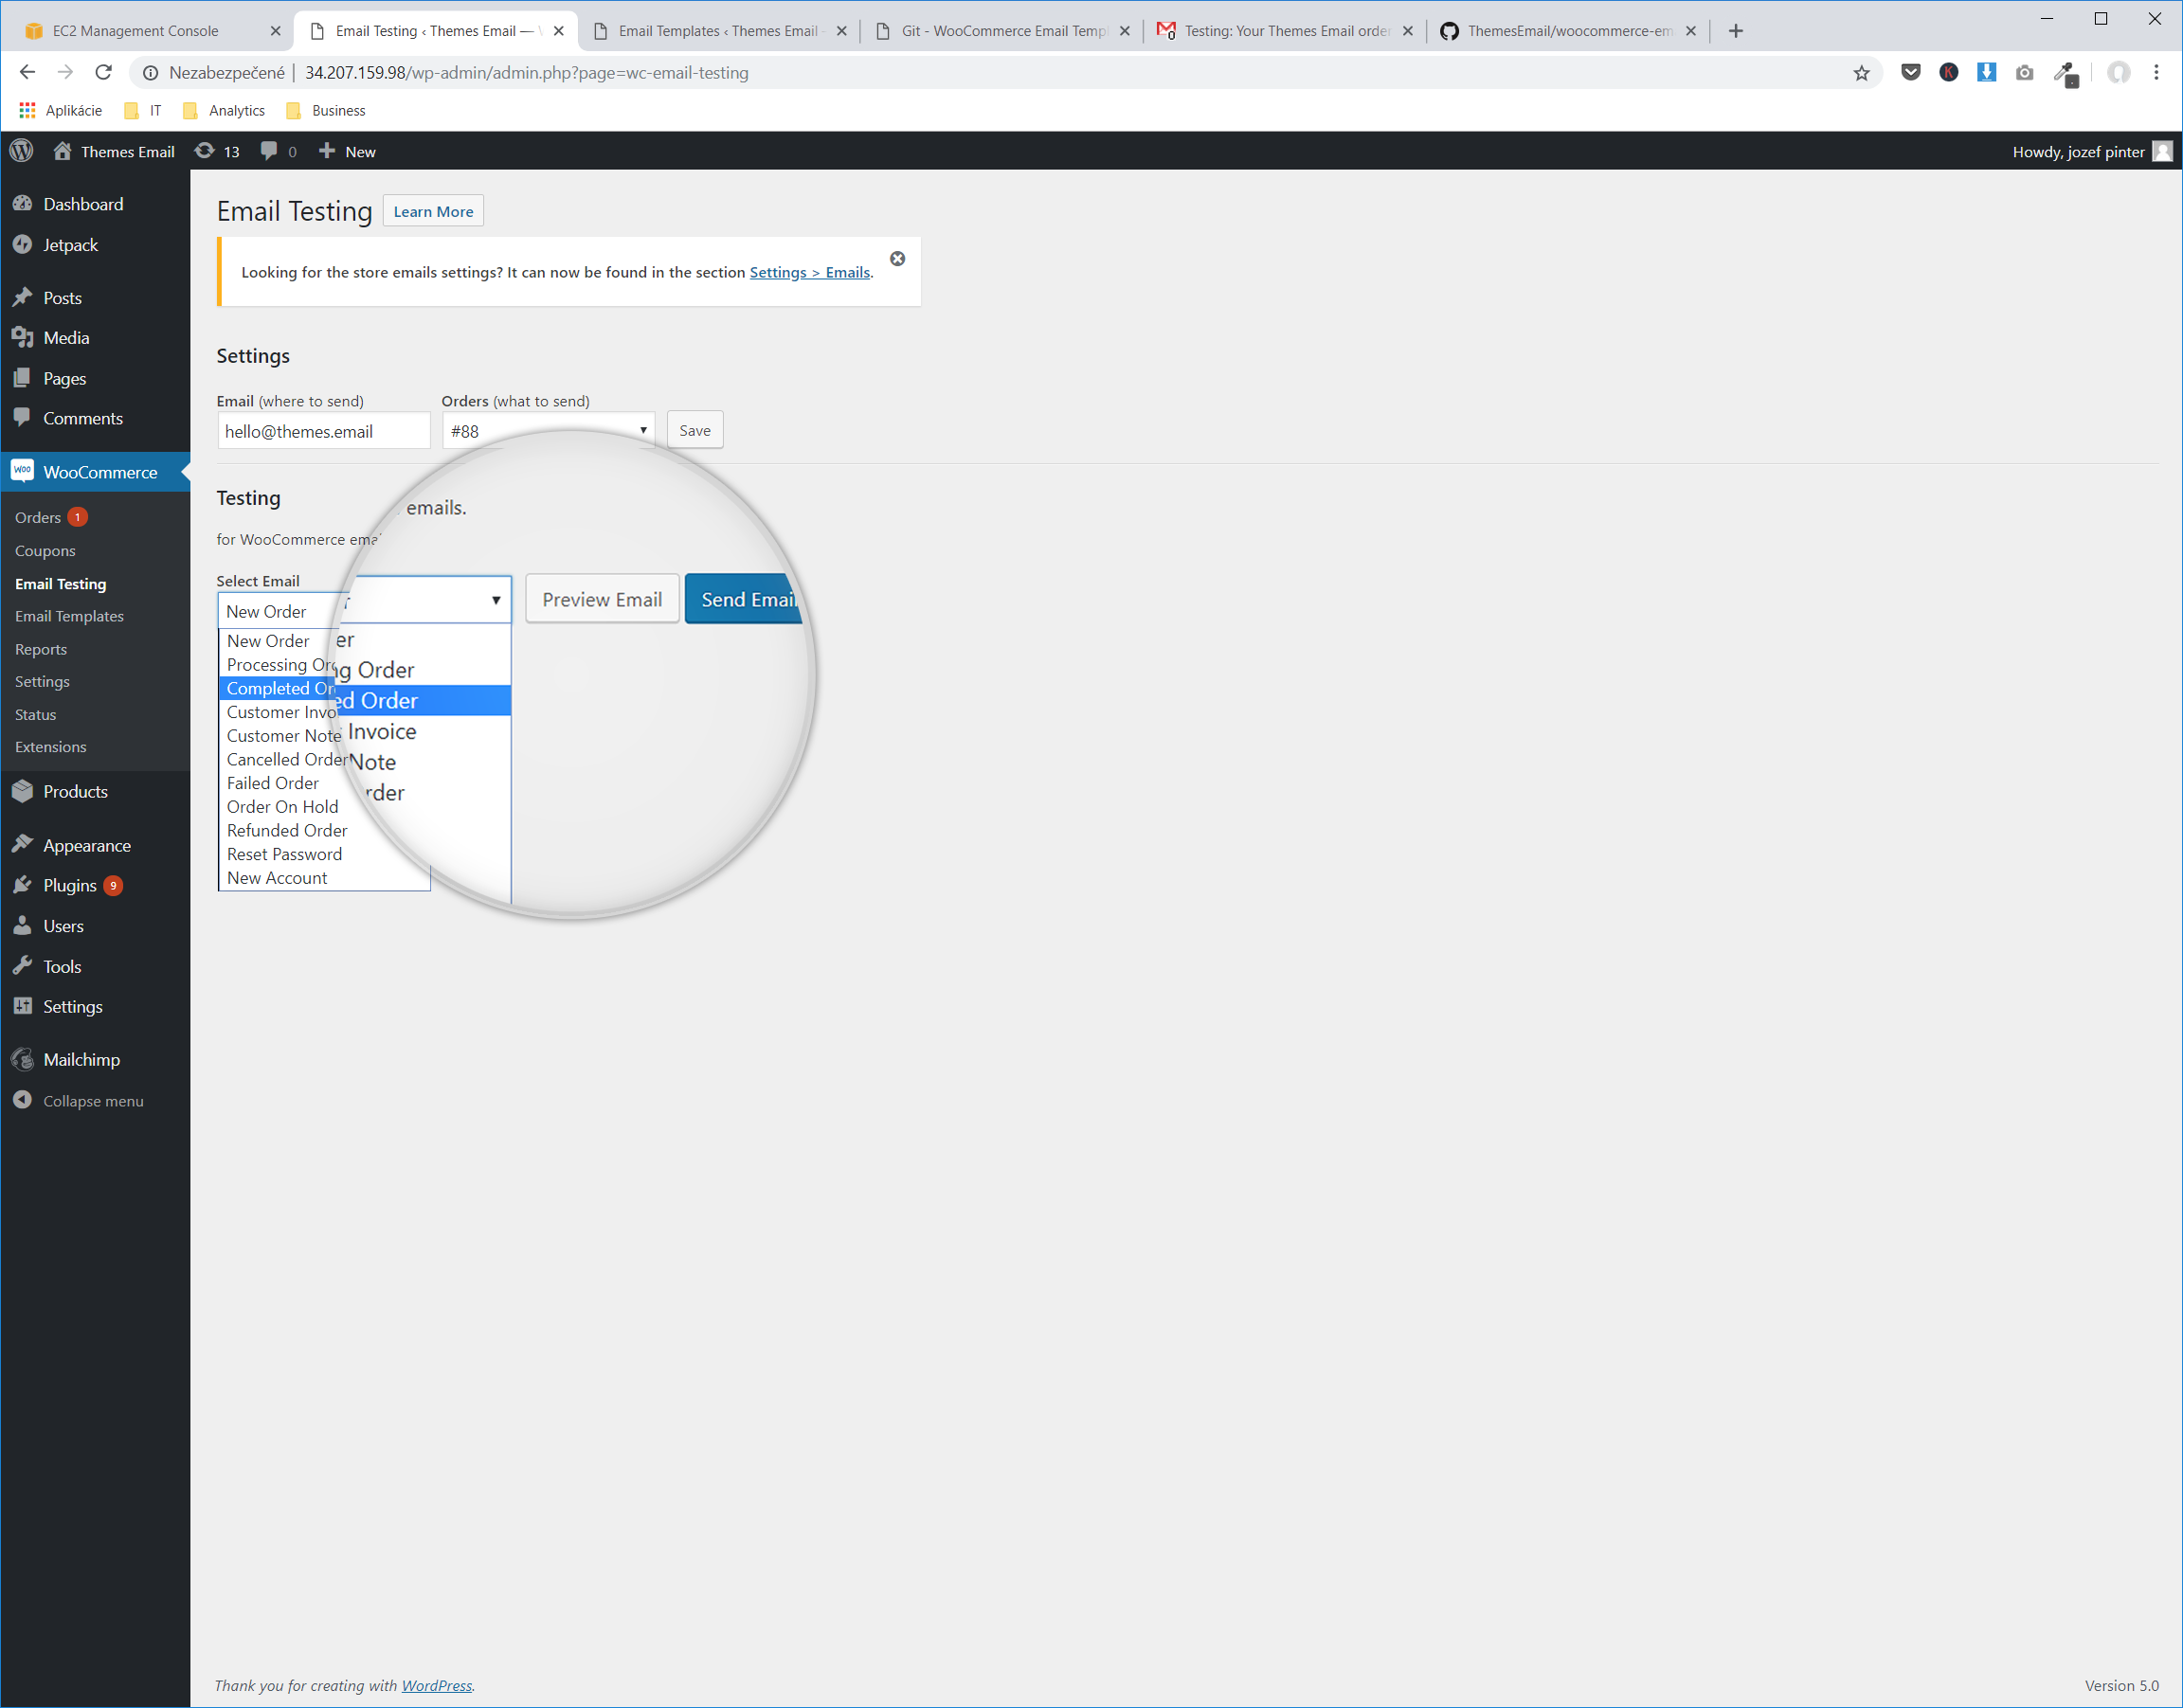 EC2 Management Console
Email Testing ‹ Themes Email —
Email Templates ‹ Themes Email
Git - WooCommerce Email Templ
Testing: Your Themes Email order
ThemesEmail/woocommerce-em
Nezabezpečené | 34.207.159.98/wp-admin/admin.php?page=wc-email-testing
Aplikácie IT Analytics Business
Themes Email 13 0 New
Howdy, jozef pinter
Dashboard
Jetpack
Posts
Media
Pages
Comments
WooCommerce
Orders 1
Coupons
Email Testing
Email Templates
Reports
Settings
Status
Extensions
Products
Appearance
Plugins 9
Users
Tools
Settings
Mailchimp
Collapse menu
Email Testing Learn More
Looking for the store emails settings? It can now be found in the section Settings > Emails.
Settings
Email (where to send) Orders (what to send)
hello@themes.email #88 Save
Testing
emails.
for WooCommerce ema
Select Email
New Order
Preview Email Send Email
New Order
Processing Ord
Completed Or
Customer Invo
Customer Note
Cancelled Order
Failed Order
Order On Hold
Refunded Order
Reset Password
New Account
er
ng Order
ed Order
Invoice
Note
rder
Thank you for creating with WordPress.
Version 5.0